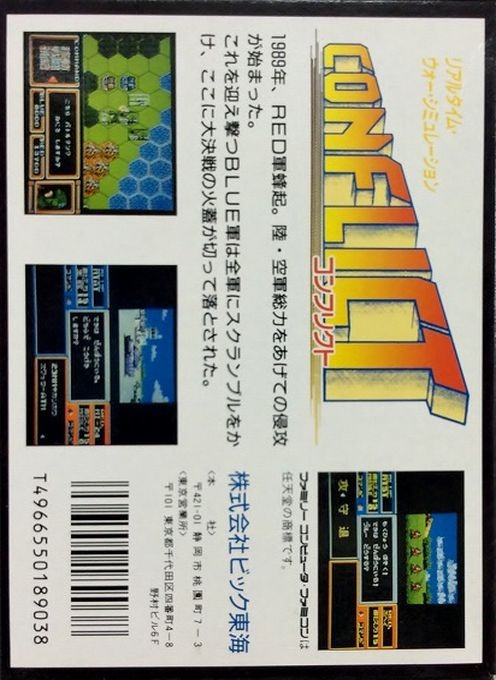 リアルタイム・
ウォー・シミュレーション
CONFLICT
コンフリクト
1989年、RED軍蜂起。陸・空軍総力をあげての侵攻
が始まった。
これを迎え撃つBLUE軍は全軍にスクランブルをか
け、ここに大決戦の火蓋が切って落とされた。
COMMAND
攻 守 退
ファミリーコンピュータ・ファミコンは
任天堂の商標です。
株式会社ビック東海
〈本 社〉
〒421-01 静岡市桃園町7-3
〈東京営業所〉
〒101 東京都千代田区四番町4-8
野村ビル6F
T4966550189038